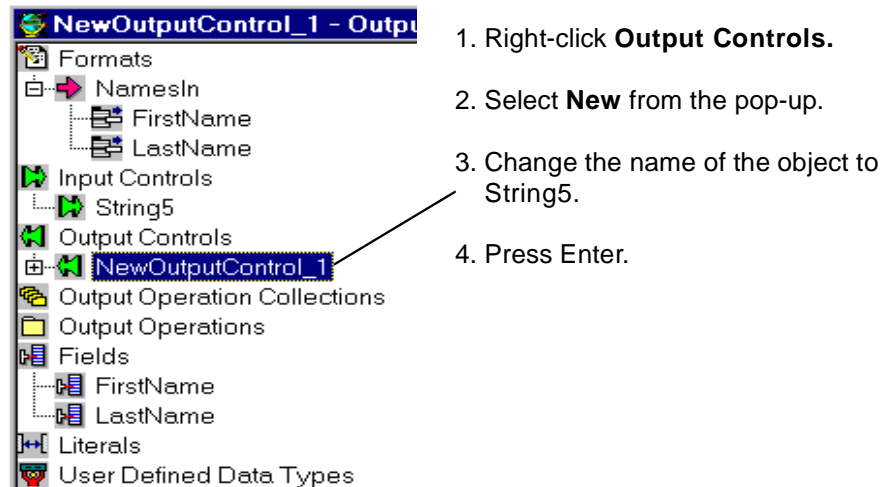 NewOutputControl_1 - Outpu
Formats
NamesIn
FirstName
LastName
Input Controls
String5
Output Controls
NewOutputControl_1
Output Operation Collections
Output Operations
Fields
FirstName
LastName
Literals
User Defined Data Types
1. Right-click Output Controls.
2. Select New from the pop-up.
3. Change the name of the object to
String5.
4. Press Enter.